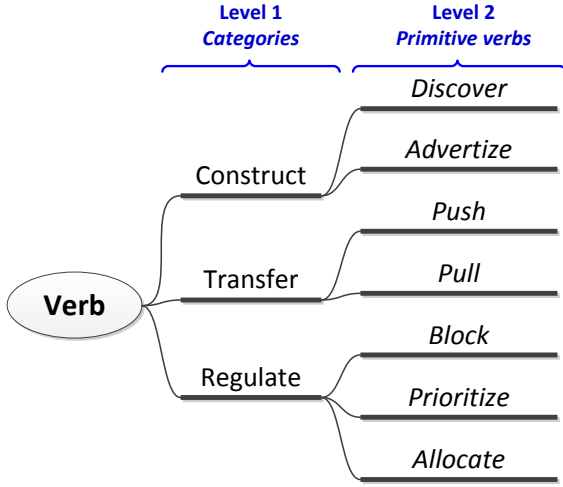 Level 1
Categories
Level 2
Primitive verbs
Discover
Advertize
Construct
Push
Transfer
Pull
Verb
Block
Regulate
Prioritize
Allocate